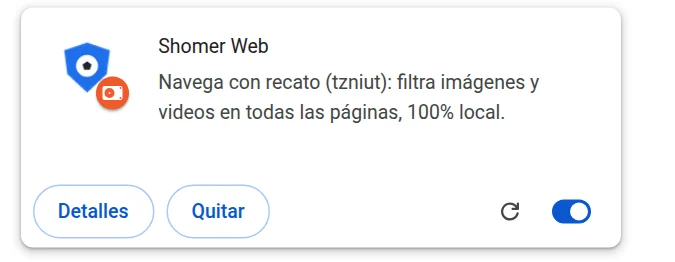 Shomer Web
Navega con recato (tzniut): filtra imágenes y
videos en todas las páginas, 100% local.
Detalles
Quitar